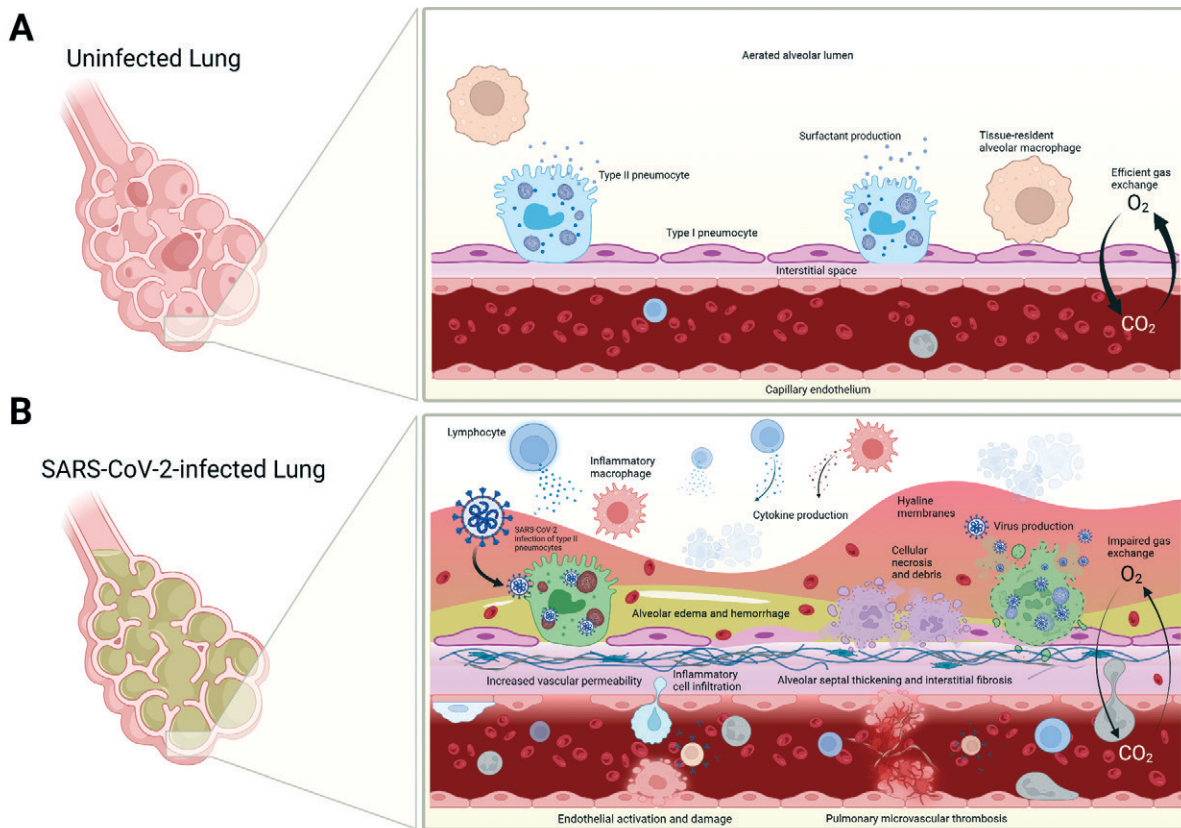 A
Uninfected Lung
Aerated alveolar lumen
Surfactant production
Tissue-resident
alveolar macrophage
Type II pneumocyte
Efficient gas
exchange
O₂
Type I pneumocyte
Interstitial space
CO₂
Capillary endothelium
B
SARS-CoV-2-infected Lung
Lymphocyte
Inflammatory
macrophage
Cytokine production
Hyaline
membranes
Virus production
SARS-CoV-2
infection of type II
pneumocytes
Impaired gas
exchange
O₂
Cellular
necrosis
and debris
Alveolar edema and hemorrhage
Increased vascular permeability
Inflammatory
cell infiltration
Alveolar septal thickening and interstitial fibrosis
CO₂
Endothelial activation and damage
Pulmonary microvascular thrombosis